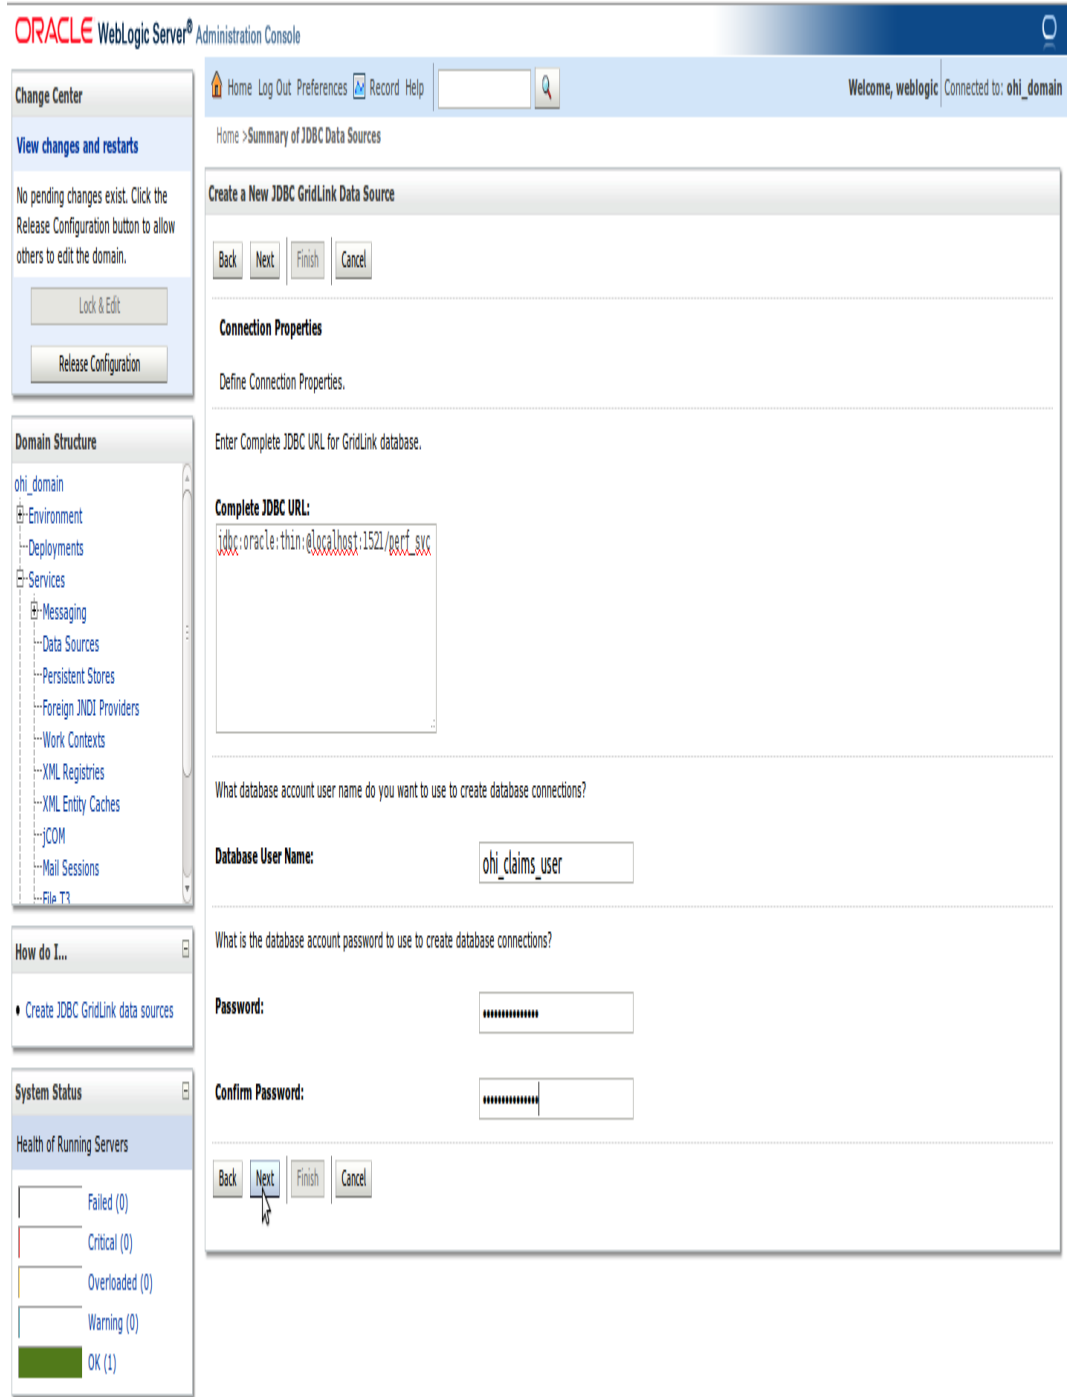 ORACLE WebLogic Server® Administration Console
Change Center
View changes and restarts
No pending changes exist. Click the
Release Configuration button to allow
others to edit the domain.
Lock & Edit
Release Configuration
Domain Structure
ohi_domain
Environment
Deployments
Services
Messaging
Data Sources
Persistent Stores
Foreign JNDI Providers
Work Contexts
XML Registries
XML Entity Caches
jCOM
Mail Sessions
File T3
How do I...
Create JDBC GridLink data sources
System Status
Health of Running Servers
Failed (0)
Critical (0)
Overloaded (0)
Warning (0)
OK (1)
Home Log Out Preferences Record Help
Welcome, weblogic Connected to: ohi_domain
Home >Summary of JDBC Data Sources
Create a New JDBC GridLink Data Source
Back Next Finish Cancel
Connection Properties
Define Connection Properties.
Enter Complete JDBC URL for GridLink database.
Complete JDBC URL:
jdbc:oracle:thin:@localhost:1521/perf_svc
What database account user name do you want to use to create database connections?
Database User Name: ohi_claims_user
What is the database account password to use to create database connections?
Password: ••••••••••••••
Confirm Password: ••••••••••••••
Back Next Finish Cancel